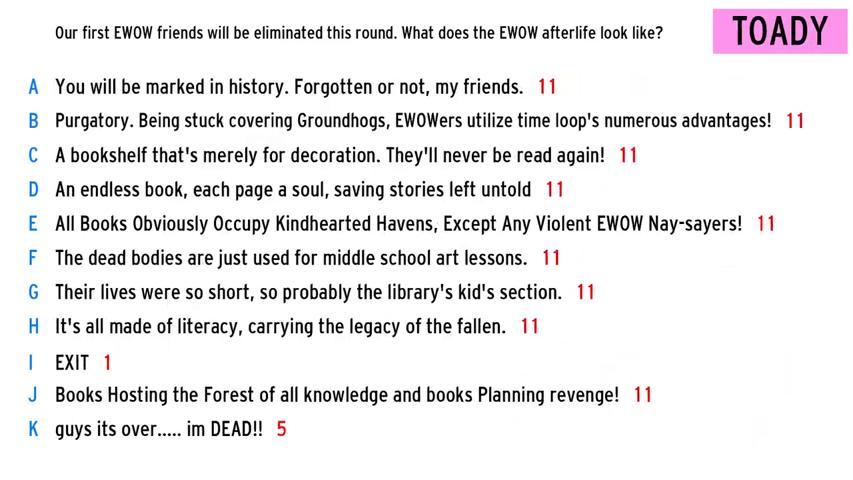 Our first EWOW friends will be eliminated this round. What does the EWOW afterlife look like?
TOADY
A You will be marked in history. Forgotten or not, my friends. 11
B Purgatory. Being stuck covering Groundhogs, EWOWers utilize time loop's numerous advantages! 11
C A bookshelf that's merely for decoration. They'll never be read again! 11
D An endless book, each page a soul, saving stories left untold 11
E All Books Obviously Occupy Kindhearted Havens, Except Any Violent EWOW Nay-sayers! 11
F The dead bodies are just used for middle school art lessons. 11
G Their lives were so short, so probably the library's kid's section. 11
H It's all made of literacy, carrying the legacy of the fallen. 11
I EXIT 1
J Books Hosting the Forest of all knowledge and books Planning revenge! 11
K guys its over..... im DEAD!! 5